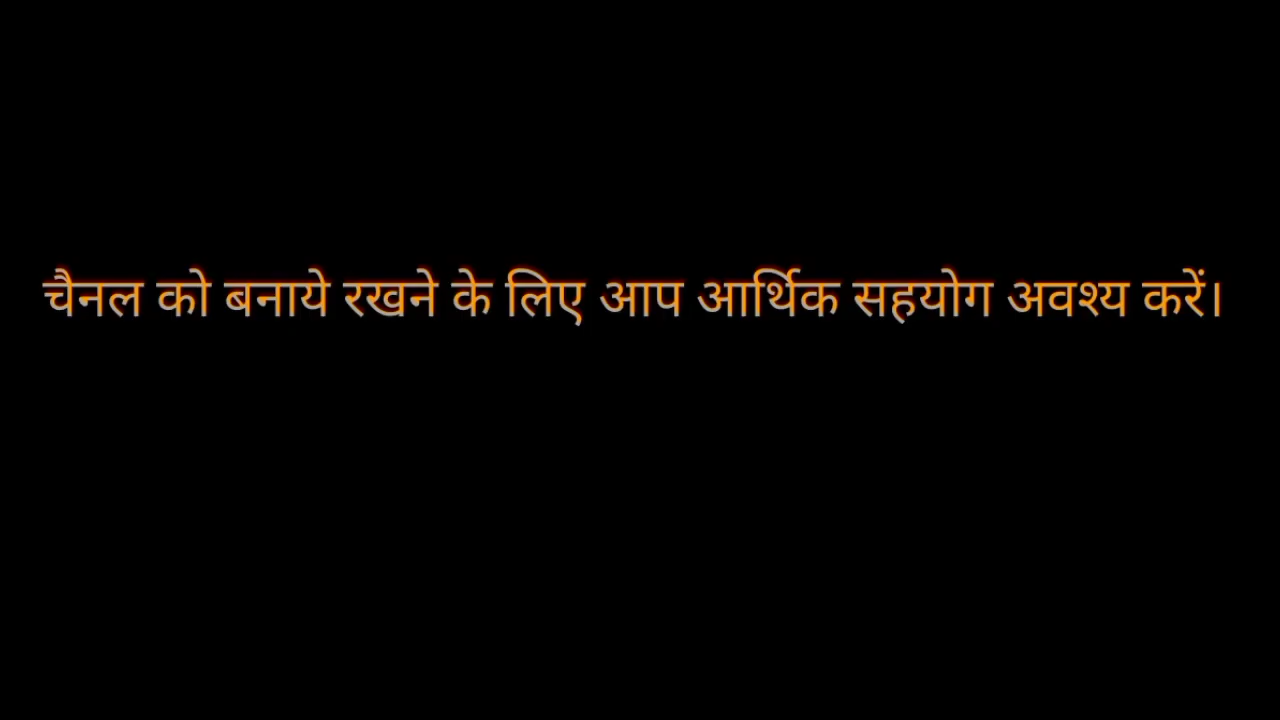 चैनल को बनाये रखने के लिए आप आर्थिक सहयोग अवश्य करें।